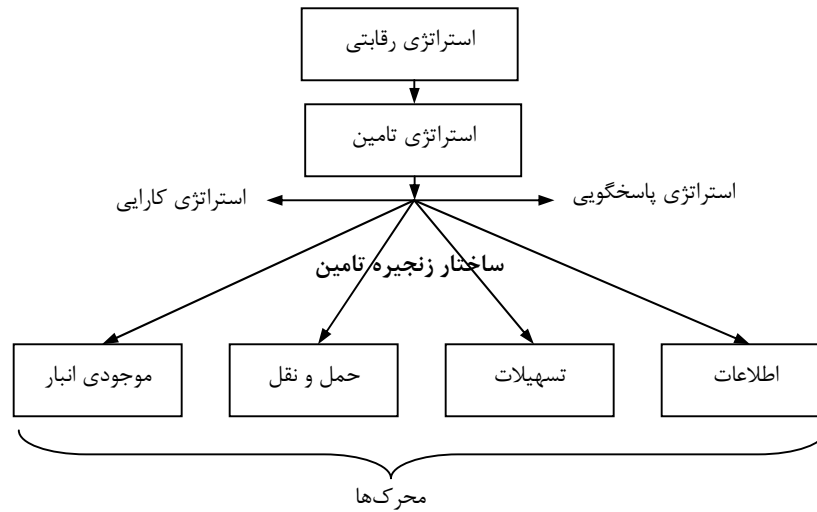 استراتژی رقابتی
استراتژی تامین
استراتژی پاسخگویی
استراتژی کارایی
ساختار زنجیره تامین
اطلاعات
تسهیلات
حمل و نقل
موجودی انبار
محرک‌ها